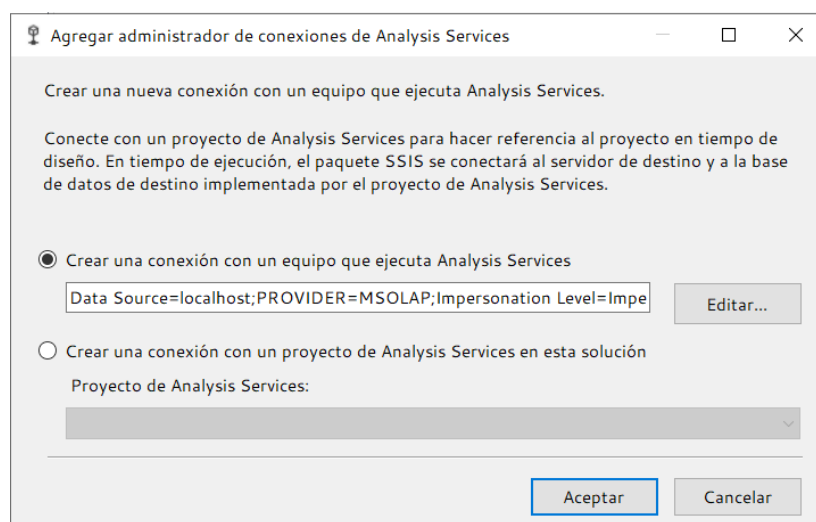 Agregar administrador de conexiones de Analysis Services
Crear una nueva conexión con un equipo que ejecuta Analysis Services.
Conecte con un proyecto de Analysis Services para hacer referencia al proyecto en tiempo de
diseño. En tiempo de ejecución, el paquete SSIS se conectará al servidor de destino y a la base
de datos de destino implementada por el proyecto de Analysis Services.
Crear una conexión con un equipo que ejecuta Analysis Services
Data Source=localhost;PROVIDER=MSOLAP;Impersonation Level=Impe
Editar...
Crear una conexión con un proyecto de Analysis Services en esta solución
Proyecto de Analysis Services:
Aceptar
Cancelar